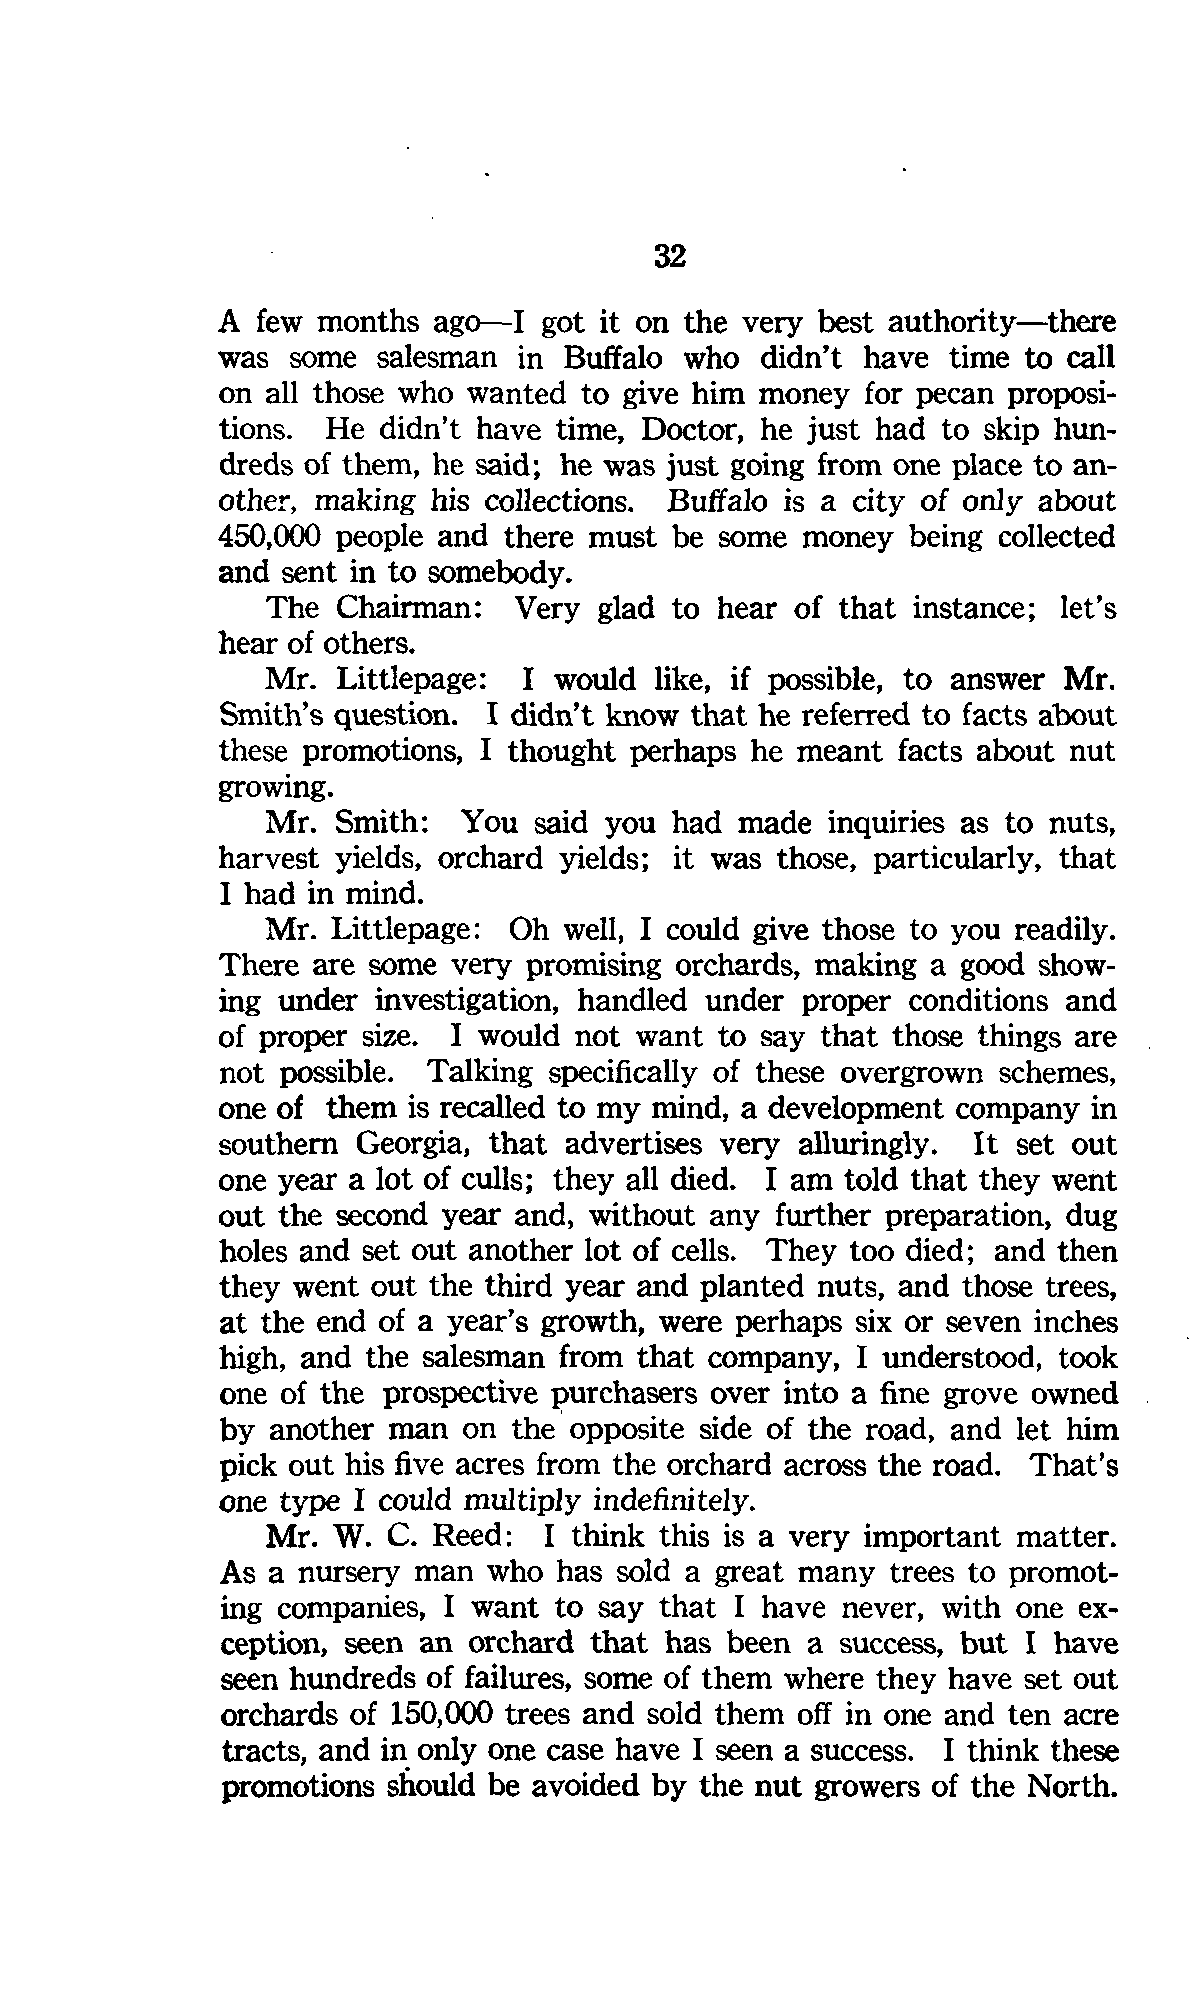 32
A few months ago—I got it on the very best authority—there
was some salesman in Buffalo who didn't have time to call
on all those who wanted to give him money for pecan proposi-
tions. He didn't have time, Doctor, he just had to skip hun-
dreds of them, he said; he was just going from one place to an-
other, making his collections. Buffalo is a city of only about
450,000 people and there must be some money being collected
and sent in to somebody.
The Chairman: Very glad to hear of that instance; let's
hear of others.
Mr. Littlepage: I would like, if possible, to answer Mr.
Smith's question. I didn't know that he referred to facts about
these promotions, I thought perhaps he meant facts about nut
growing.
Mr. Smith: You said you had made inquiries as to nuts,
harvest yields, orchard yields; it was those, particularly, that
I had in mind.
Mr. Littlepage: Oh well, I could give those to you readily.
There are some very promising orchards, making a good show-
ing under investigation, handled under proper conditions and
of proper size. I would not want to say that those things are
not possible. Talking specifically of these overgrown schemes,
one of them is recalled to my mind, a development company in
southern Georgia, that advertises very alluringly. It set out
one year a lot of culls; they all died. I am told that they went
out the second year and, without any further preparation, dug
holes and set out another lot of cells. They too died; and then
they went out the third year and planted nuts, and those trees,
at the end of a year's growth, were perhaps six or seven inches
high, and the salesman from that company, I understood, took
one of the prospective purchasers over into a fine grove owned
by another man on the opposite side of the road, and let him
pick out his five acres from the orchard across the road. That's
one type I could multiply indefinitely.
Mr. W. C. Reed: I think this is a very important matter.
As a nursery man who has sold a great many trees to promot-
ing companies, I want to say that I have never, with one ex-
ception, seen an orchard that has been a success, but I have
seen hundreds of failures, some of them where they have set out
orchards of 150,000 trees and sold them off in one and ten acre
tracts, and in only one case have I seen a success. I think these
promotions should be avoided by the nut growers of the North.